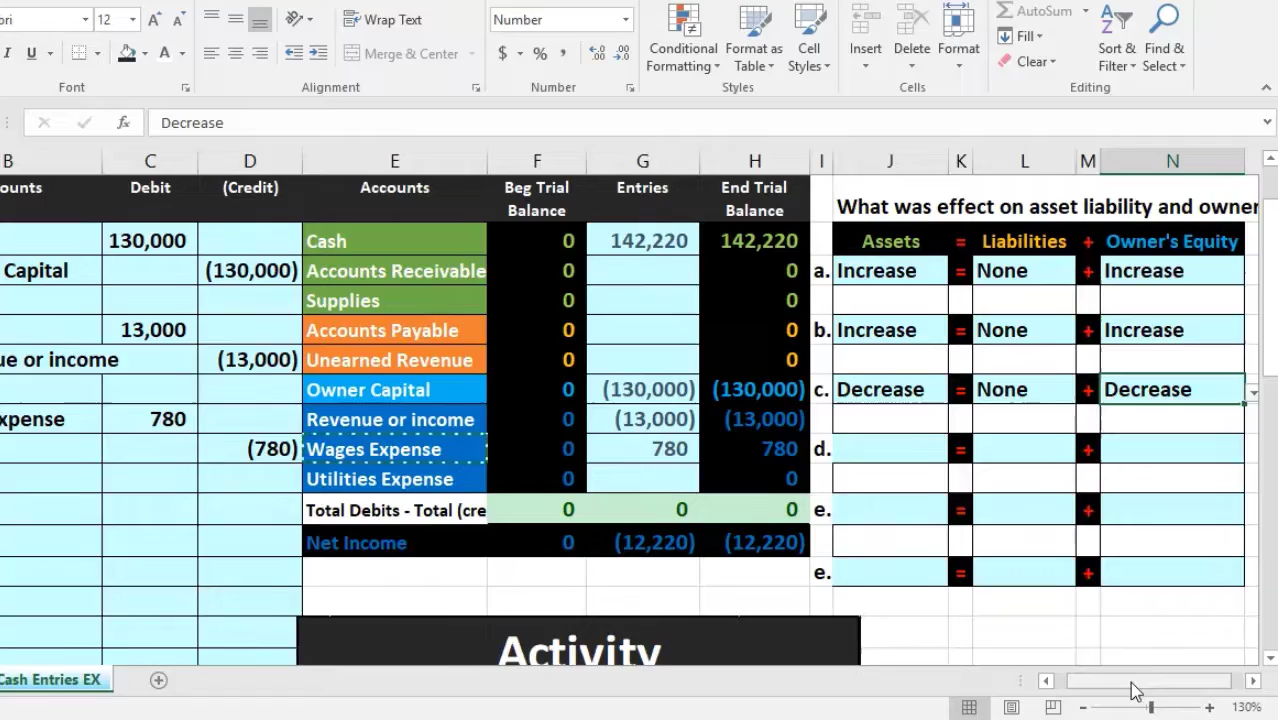 ori 12 A A Wrap Text Number AutoSum
I U A Merge & Center $ % , .00 .0 Conditional Formatting Format as Table Cell Styles Insert Delete Format Fill Clear Sort & Filter Find & Select
Font Alignment Number Styles Cells Editing
fx Decrease
B C D E F G H I J K L M N
ounts Debit (Credit) Accounts Beg Trial Balance Entries End Trial Balance What was effect on asset liability and owner
130,000 Cash 0 142,220 142,220 Assets = Liabilities + Owner's Equity
Capital (130,000) Accounts Receivable 0 0 a. Increase = None + Increase
Supplies 0 0
13,000 Accounts Payable 0 0 b. Increase = None + Increase
ue or income (13,000) Unearned Revenue 0 0
Owner Capital 0 (130,000) (130,000) c. Decrease = None + Decrease
xpense 780 Revenue or income 0 (13,000) (13,000)
(780) Wages Expense 0 780 780 d. = +
Utilities Expense 0 0
Total Debits - Total (cre 0 0 0 e. = +
Net Income 0 (12,220) (12,220)
e. = +
Activity
Cash Entries EX
130%